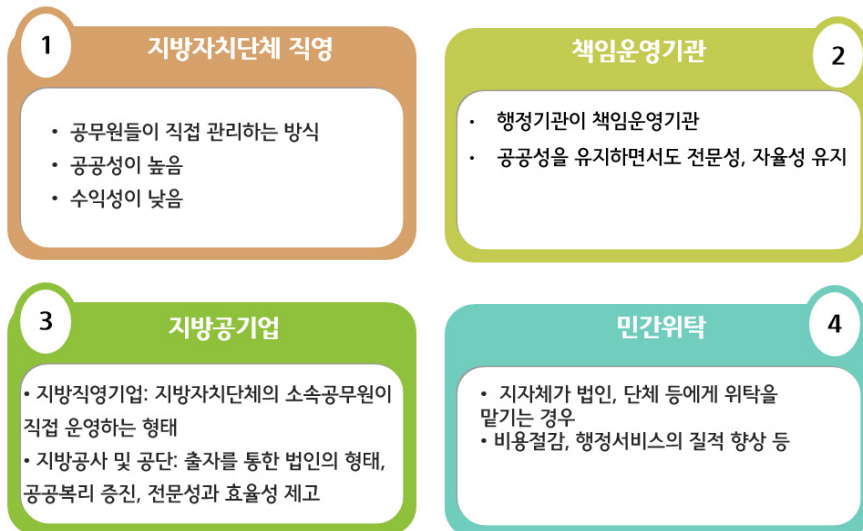 1
지방자치단체 직영
• 공무원들이 직접 관리하는 방식
• 공공성이 높음
• 수익성이 낮음
2
책임운영기관
• 행정기관이 책임운영기관
• 공공성을 유지하면서도 전문성, 자율성 유지
3
지방공기업
• 지방직영기업: 지방자치단체의 소속공무원이
직접 운영하는 형태
• 지방공사 및 공단: 출자를 통한 법인의 형태,
공공복리 증진, 전문성과 효율성 제고
4
민간위탁
• 지자체가 법인, 단체 등에게 위탁을
맡기는 경우
• 비용절감, 행정서비스의 질적 향상 등